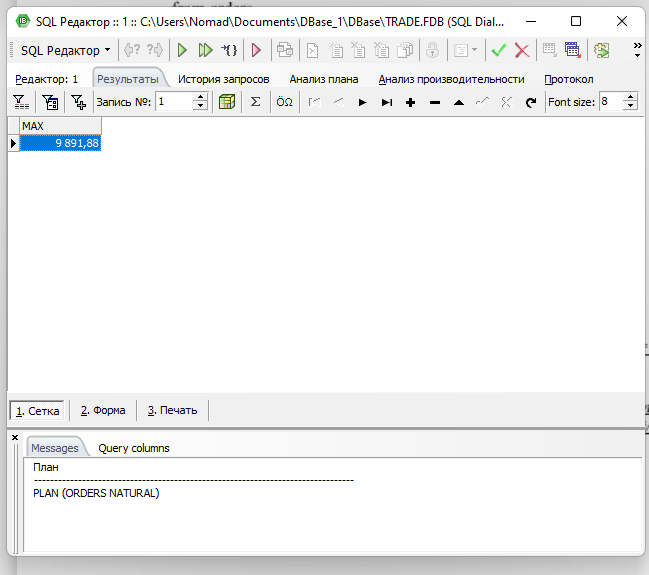 from orders
SQL Редактор :: 1 :: C:\Users\Nomad\Documents\DBase_1\DBase\TRADE.FDB (SQL Dial...
SQL Редактор
Редактор: 1 Результаты История запросов Анализ плана Анализ производительности Протокол
Запись №: 1 Σ ÖΩ Font size: 8
MAX
9 891,88
1. Сетка 2. Форма 3. Печать
Messages Query columns
План
--------------------------------------------------------------------------------
PLAN (ORDERS NATURAL)